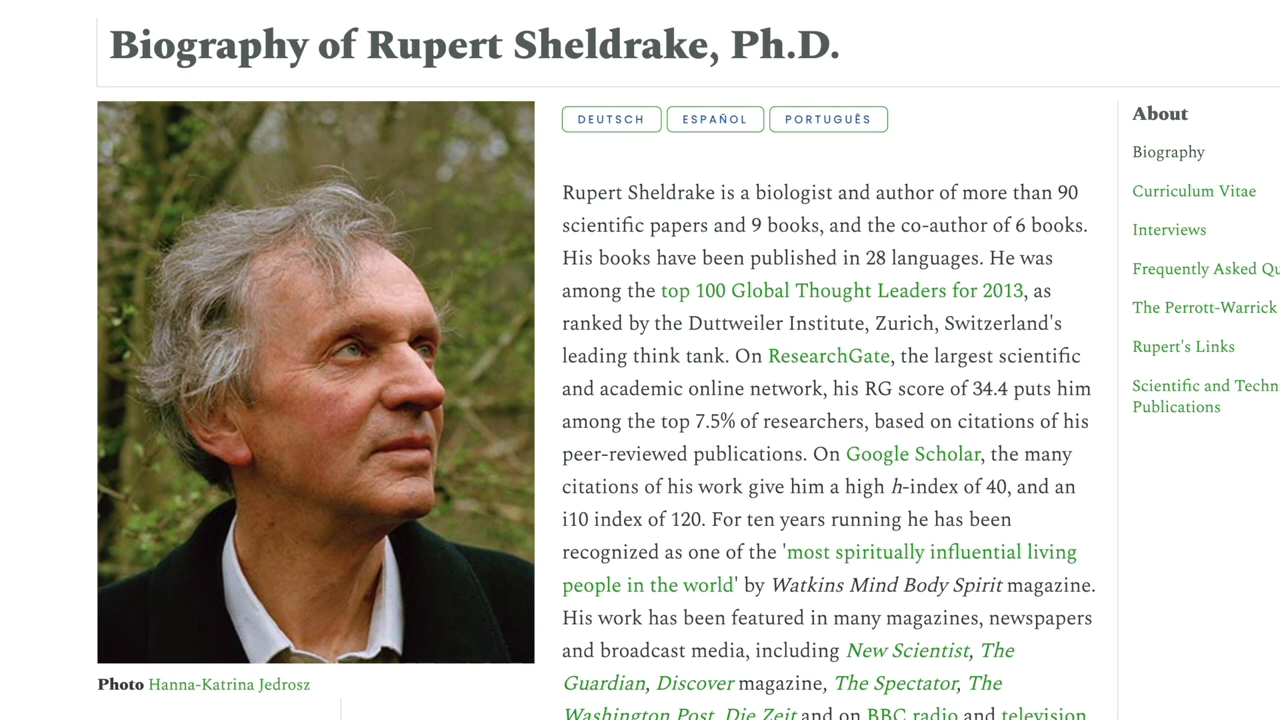 Biography of Rupert Sheldrake, Ph.D.
DEUTSCH
ESPAÑOL
PORTUGUÊS
Rupert Sheldrake is a biologist and author of more than 90
scientific papers and 9 books, and the co-author of 6 books.
His books have been published in 28 languages. He was
among the top 100 Global Thought Leaders for 2013, as
ranked by the Duttweiler Institute, Zurich, Switzerland's
leading think tank. On ResearchGate, the largest scientific
and academic online network, his RG score of 34.4 puts him
among the top 7.5% of researchers, based on citations of his
peer-reviewed publications. On Google Scholar, the many
citations of his work give him a high h-index of 40, and an
i10 index of 120. For ten years running he has been
recognized as one of the 'most spiritually influential living
people in the world' by Watkins Mind Body Spirit magazine.
His work has been featured in many magazines, newspapers
and broadcast media, including New Scientist, The
Guardian, Discover magazine, The Spectator, The
Washington Post, Die Zeit and on BBC radio and television.
Photo Hanna-Katrina Jedrosz
About
Biography
Curriculum Vitae
Interviews
Frequently Asked Qu
The Perrott-Warrick
Rupert's Links
Scientific and Techn
Publications